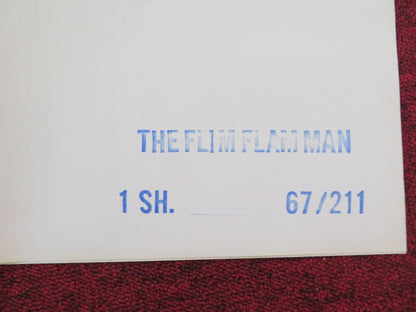 THE FLIM FLAM MAN
1 SH. 67/211